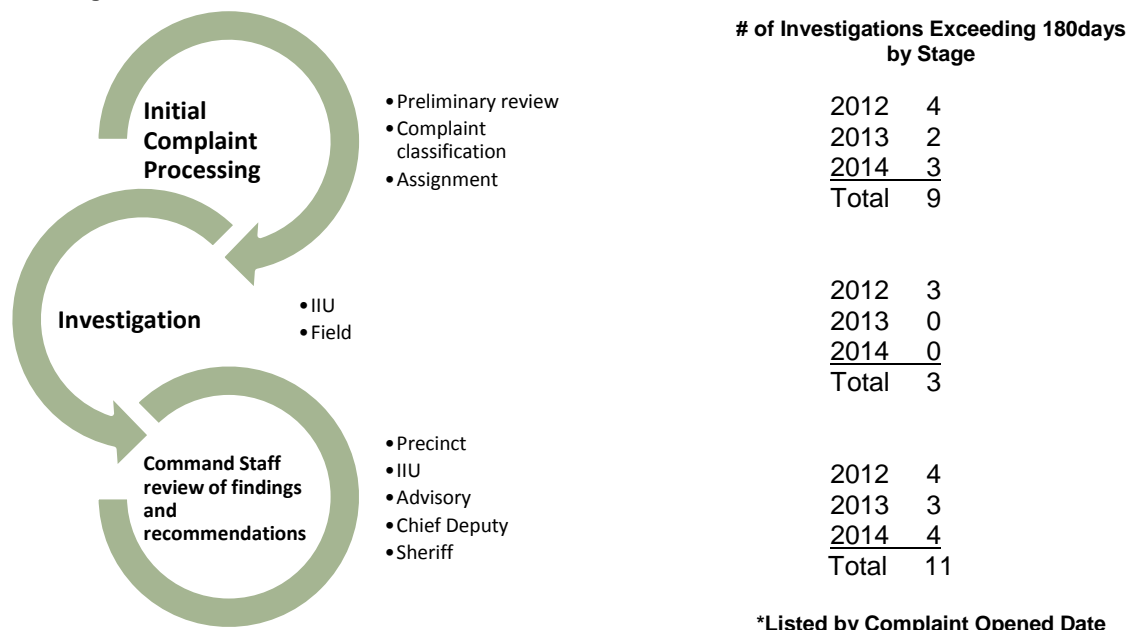 # of Investigations Exceeding 180days
by Stage
Initial
Complaint
Processing
•Preliminary review
•Complaint
classification
•Assignment
2012 4
2013 2
2014 3
Total 9
Investigation
•IIU
•Field
2012 3
2013 0
2014 0
Total 3
Command Staff
review of findings
and
recommendations
•Precinct
•IIU
•Advisory
•Chief Deputy
•Sheriff
2012 4
2013 3
2014 4
Total 11
*Listed by Complaint Opened Date